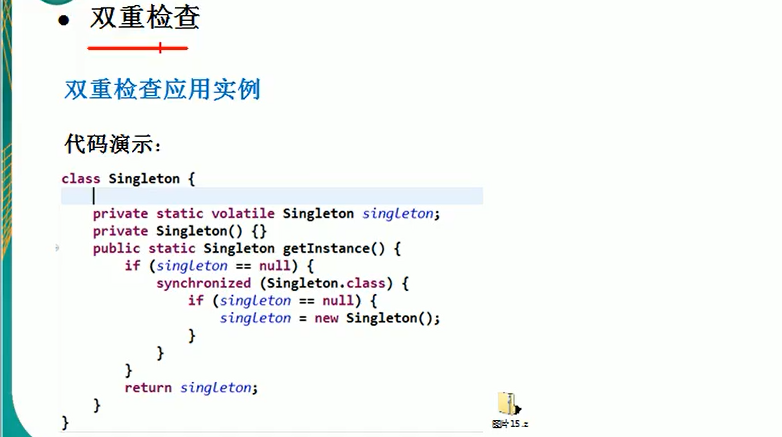 ● 双重检查
双重检查应用实例
代码演示：
class Singleton {
private static volatile Singleton singleton;
private Singleton() {}
public static Singleton getInstance() {
if (singleton == null) {
synchronized (Singleton.class) {
if (singleton == null) {
singleton = new Singleton();
}
}
}
return singleton;
}
}
图片15.z